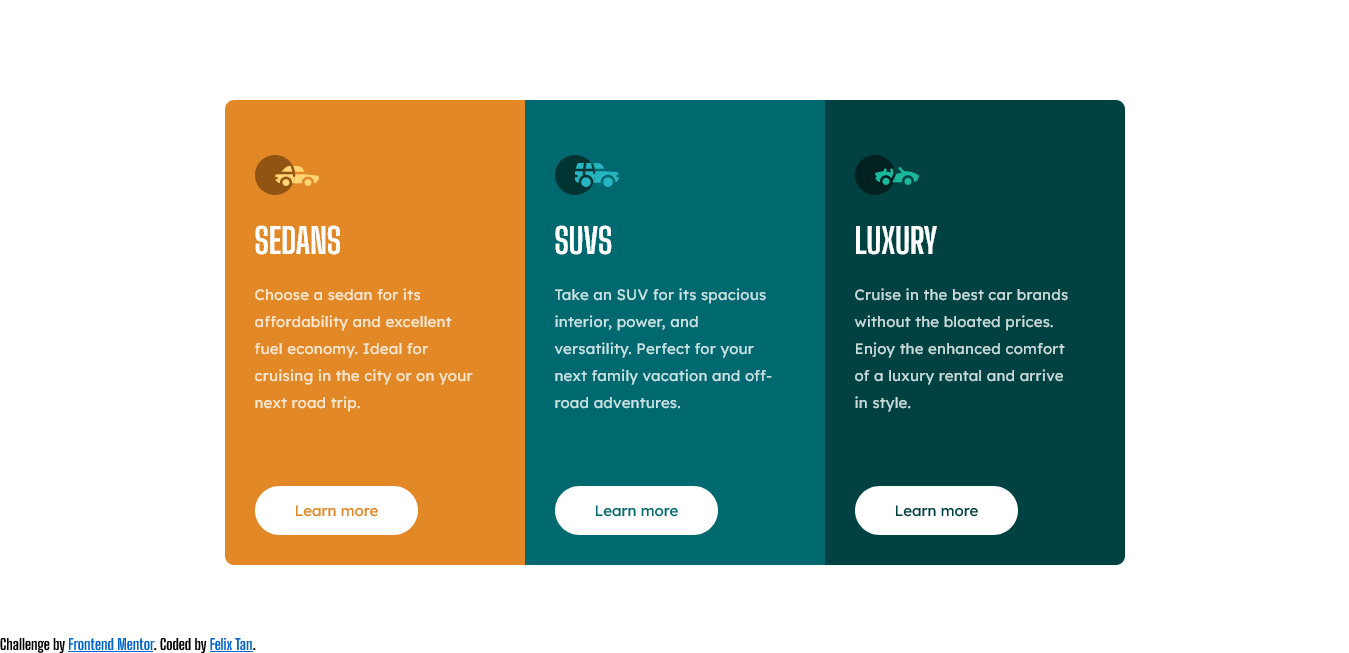 SEDANS
Choose a sedan for its
affordability and excellent
fuel economy. Ideal for
cruising in the city or on your
next road trip.
Learn more
SUVS
Take an SUV for its spacious
interior, power, and
versatility. Perfect for your
next family vacation and off-
road adventures.
Learn more
LUXURY
Cruise in the best car brands
without the bloated prices.
Enjoy the enhanced comfort
of a luxury rental and arrive
in style.
Learn more
Challenge by Frontend Mentor. Coded by Felix Tan.